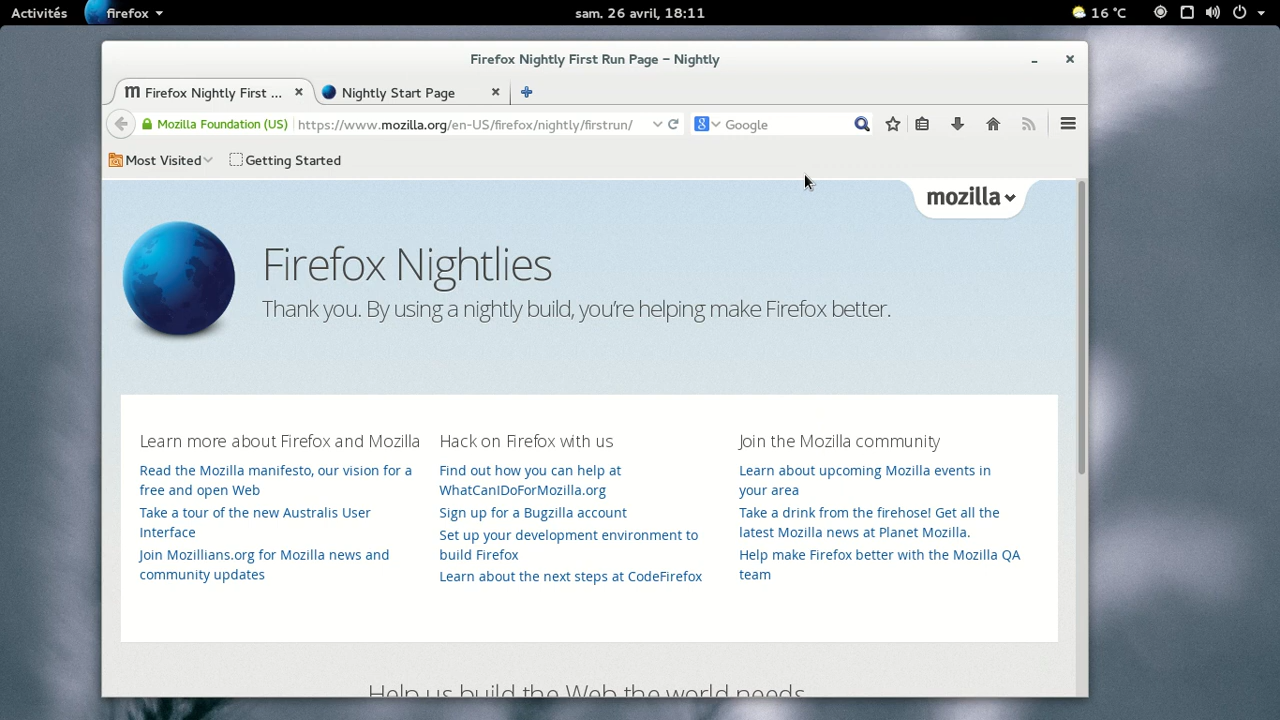 Activités firefox sam. 26 avril, 18:11 16 °C
Firefox Nightly First Run Page – Nightly
Firefox Nightly First ... Nightly Start Page
Mozilla Foundation (US) https://www.mozilla.org/en-US/firefox/nightly/firstrun/ Google
Most Visited Getting Started
mozilla
Firefox Nightlies
Thank you. By using a nightly build, you’re helping make Firefox better.
Learn more about Firefox and Mozilla
Read the Mozilla manifesto, our vision for a
free and open Web
Take a tour of the new Australis User
Interface
Join Mozillians.org for Mozilla news and
community updates
Hack on Firefox with us
Find out how you can help at
WhatCanIDoForMozilla.org
Sign up for a Bugzilla account
Set up your development environment to
build Firefox
Learn about the next steps at CodeFirefox
Join the Mozilla community
Learn about upcoming Mozilla events in
your area
Take a drink from the firehose! Get all the
latest Mozilla news at Planet Mozilla.
Help make Firefox better with the Mozilla QA
team
Help us build the Web the world needs